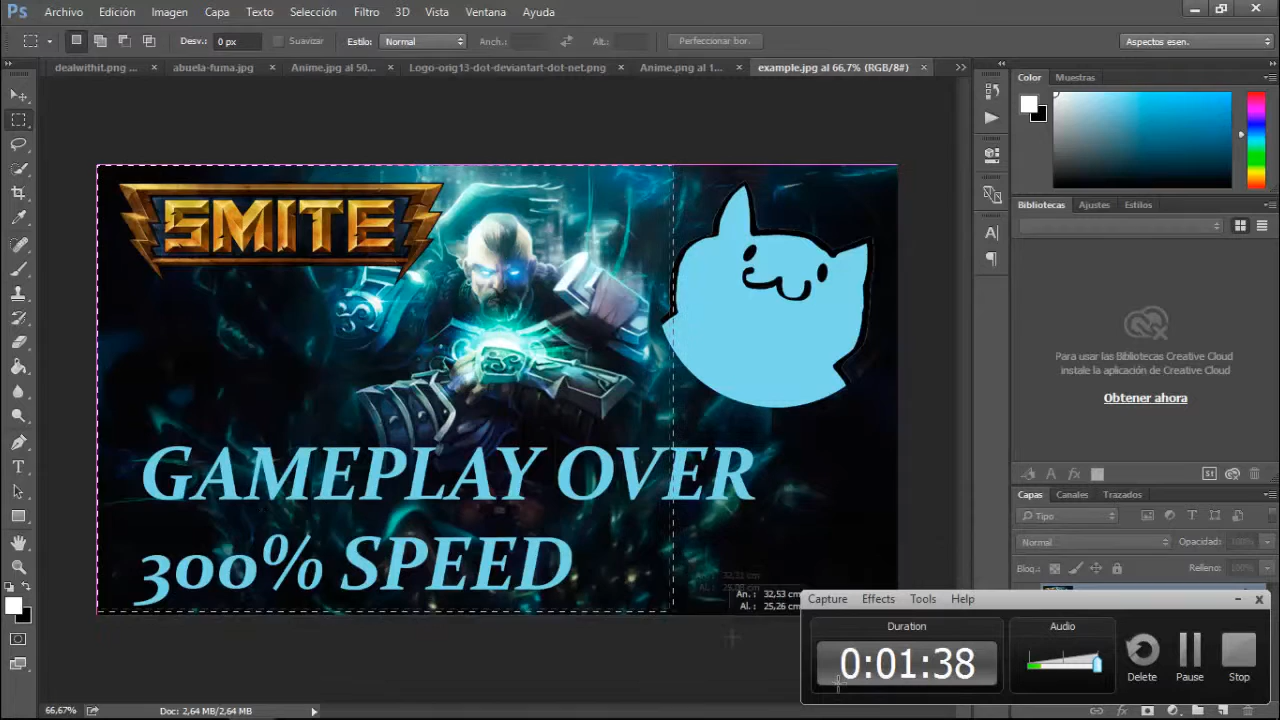 Ps Archivo Edición Imagen Capa Texto Selección Filtro 3D Vista Ventana Ayuda
Desv.: 0 px Suavizar Estilo: Normal Anch.: Alt.: Perfeccionar bor. Aspectos esen.
dealwithit.png ... abuela-fuma.jpg Anime.jpg al 50... Logo-orig13-dot-deviantart-dot-net.png Anime.png al 1... example.jpg al 66,7% (RGB/8#)
Color Muestras
Bibliotecas Ajustes Estilos
SMITE
Para usar las Bibliotecas Creative Cloud
instale la aplicación de Creative Cloud
Obtener ahora
GAMEPLAY OVER
300% SPEED
Capas Canales Trazados
Tipo
Normal Opacidad: 100%
Bloq.: Relleno: 100%
An.: 32,53 cm
Al.: 25,26 cm
Capture Effects Tools Help
Duration Audio
0:01:38
Delete Pause Stop
66,67% Doc: 2,64 MB/2,64 MB